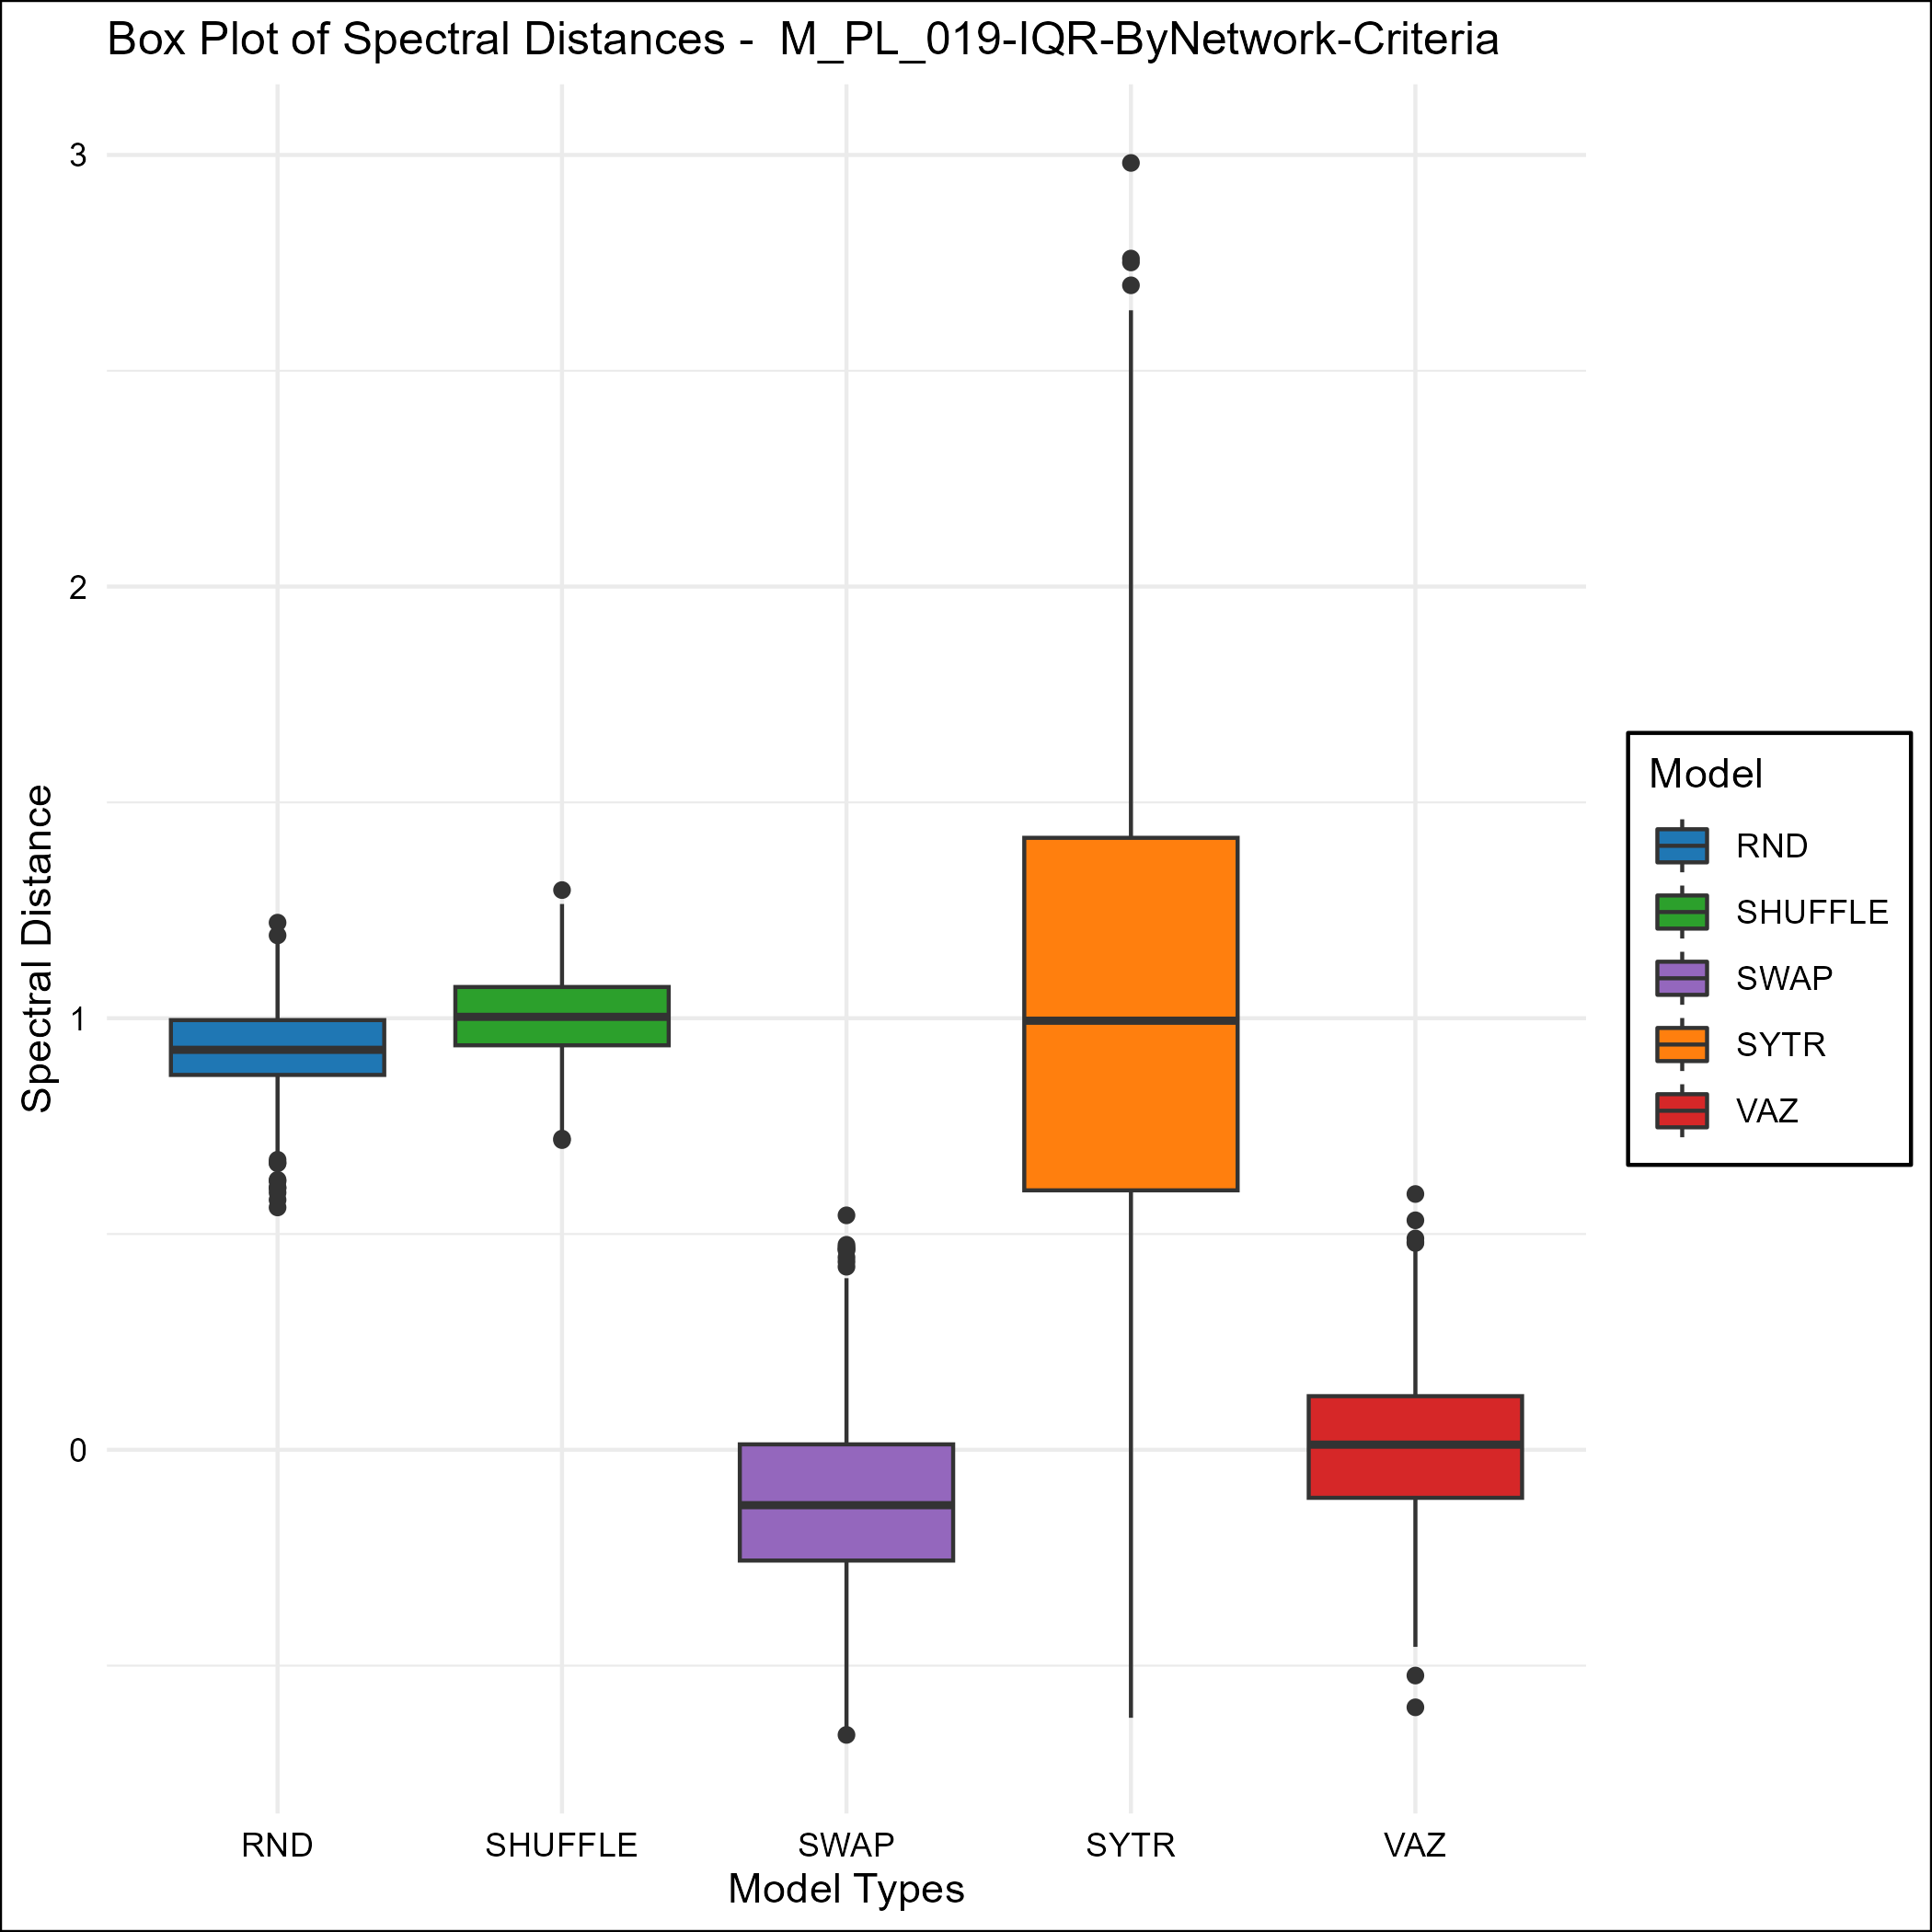 Box Plot of Spectral Distances -  M_PL_019-IQR-ByNetwork-Criteria
3
2
1
0
Spectral Distance
RND
SHUFFLE
SWAP
SYTR
VAZ
Model Types
Model
RND
SHUFFLE
SWAP
SYTR
VAZ